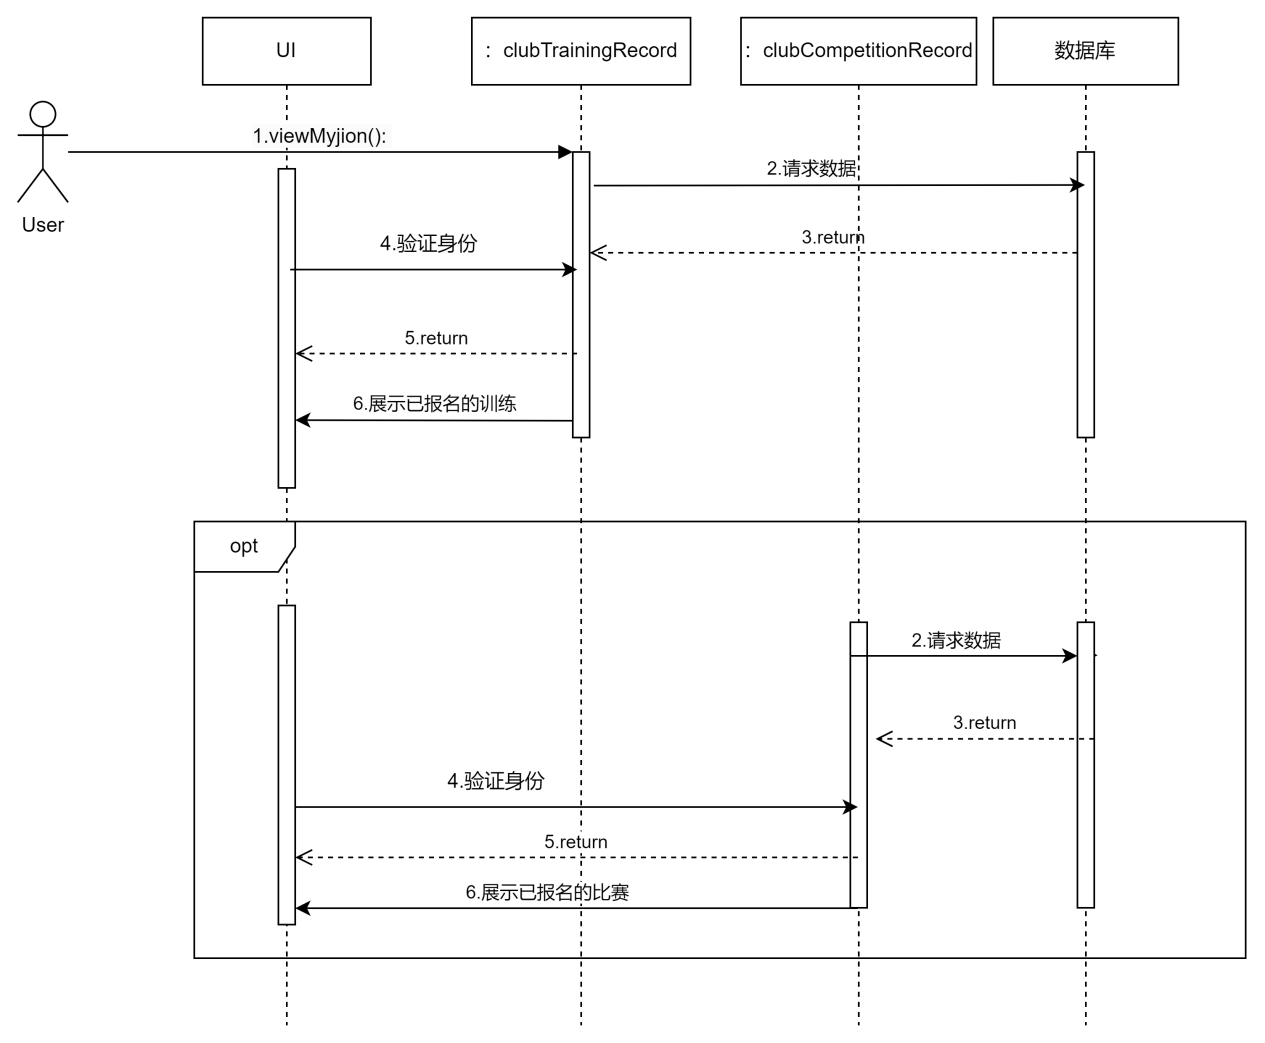 UI
: clubTrainingRecord
: clubCompetitionRecord
数据库
User
1.viewMyjion():
2.请求数据
3.return
4.验证身份
5.return
6.展示已报名的训练
opt
2.请求数据
3.return
4.验证身份
5.return
6.展示已报名的比赛